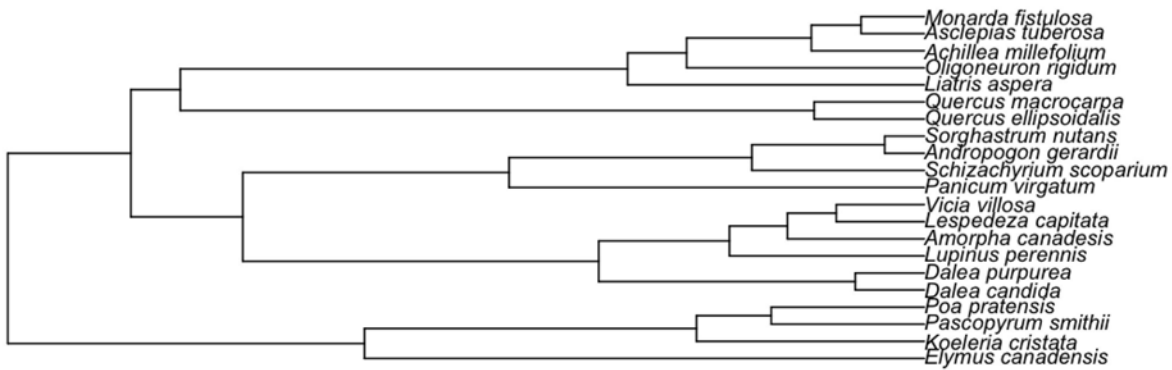 Monarda fistulosa
Asclepias tuberosa
Achillea millefolium
Oligoneuron rigidum
Liatris aspera
Quercus macrocarpa
Quercus ellipsoidalis
Sorghastrum nutans
Andropogon gerardii
Schizachyrium scoparium
Panicum virgatum
Vicia villosa
Lespedeza capitata
Amorpha canadesis
Lupinus perennis
Dalea purpurea
Dalea candida
Poa pratensis
Pascopyrum smithii
Koeleria cristata
Elymus canadensis